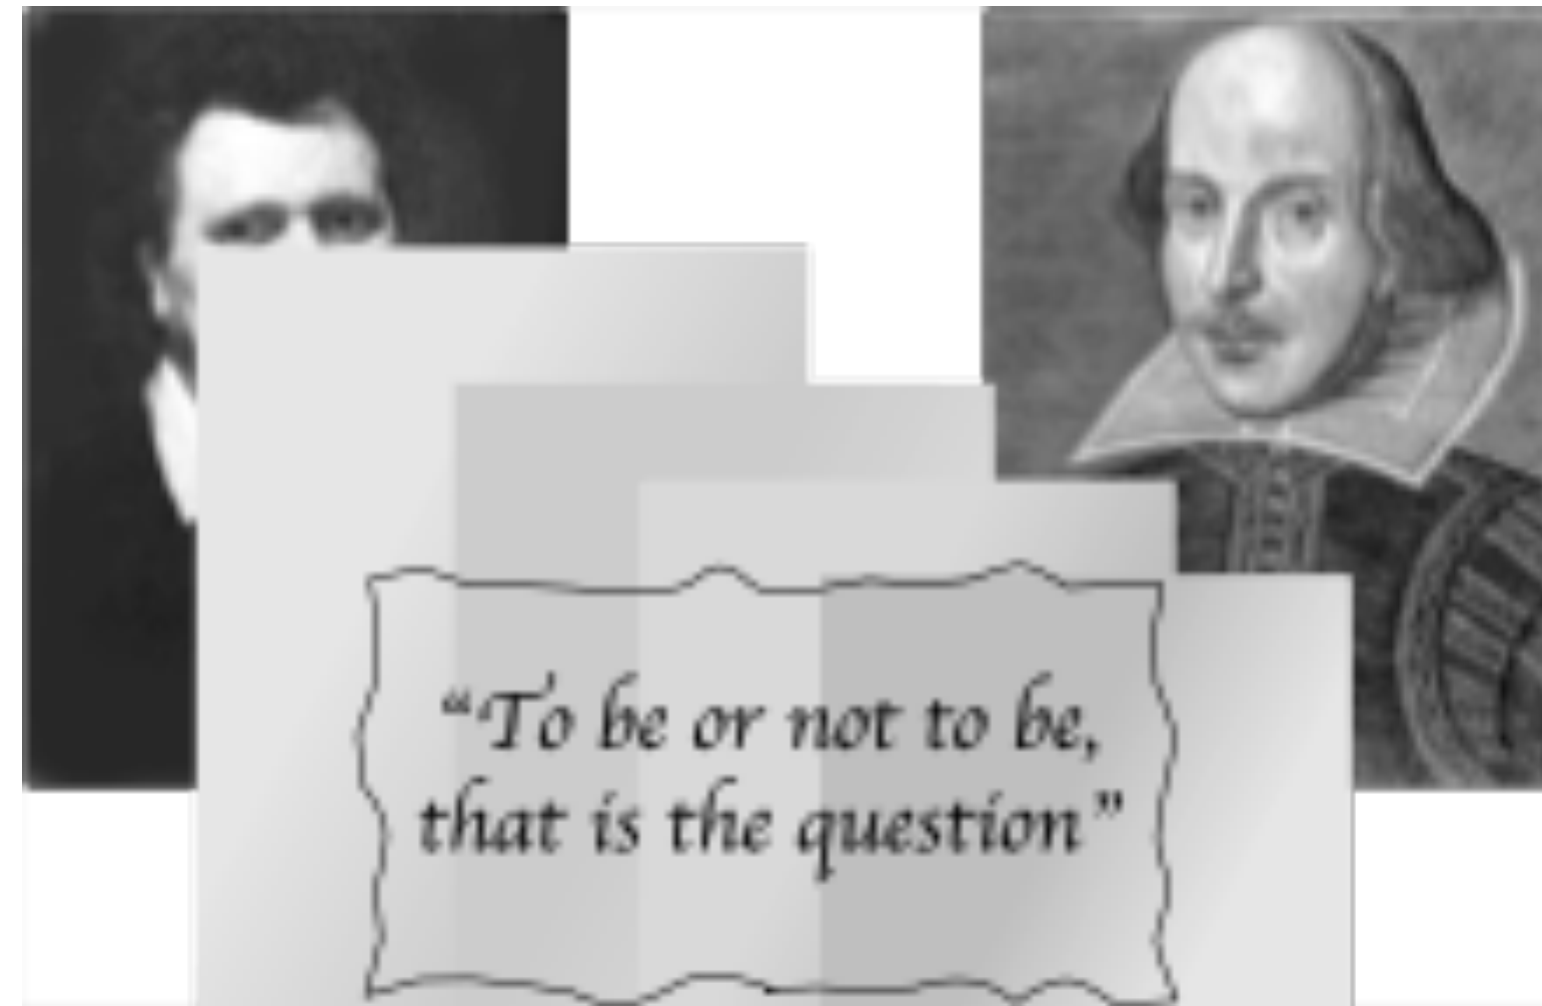 “To be or not to be,
that is the question”